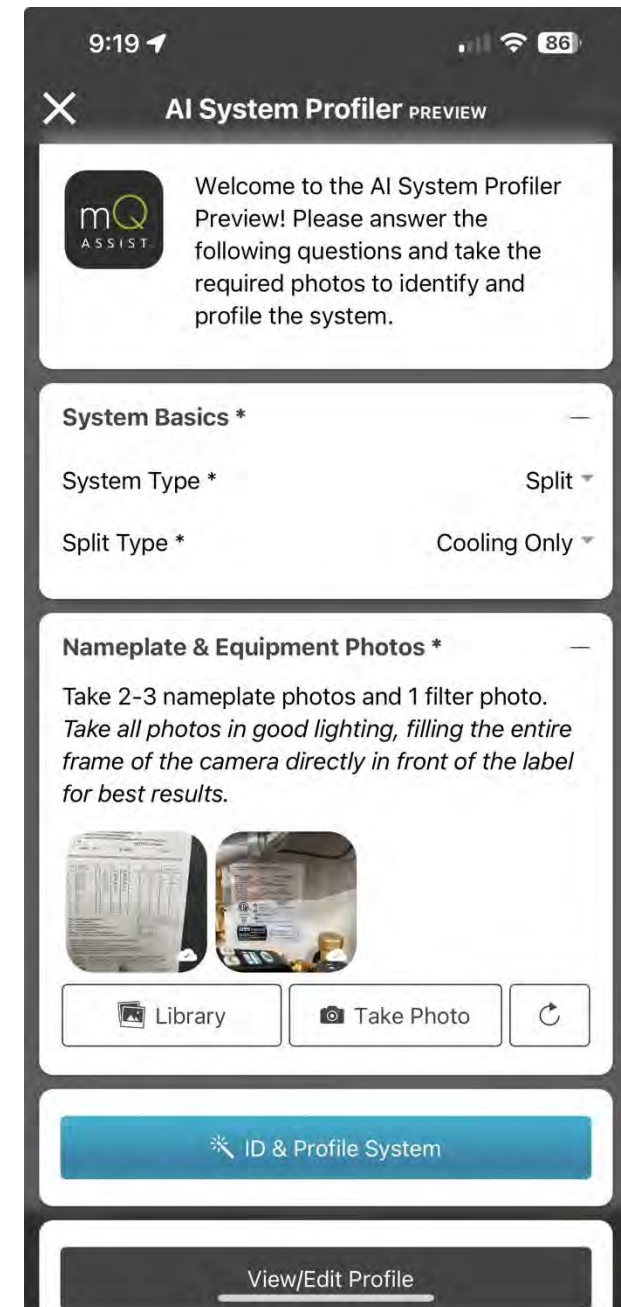 9:19
86
AI System Profiler PREVIEW
mQ
ASSIST
Welcome to the AI System Profiler
Preview! Please answer the
following questions and take the
required photos to identify and
profile the system.
System Basics *
System Type * Split
Split Type * Cooling Only
Nameplate & Equipment Photos *
Take 2-3 nameplate photos and 1 filter photo.
Take all photos in good lighting, filling the entire
frame of the camera directly in front of the label
for best results.
Library
Take Photo
ID & Profile System
View/Edit Profile